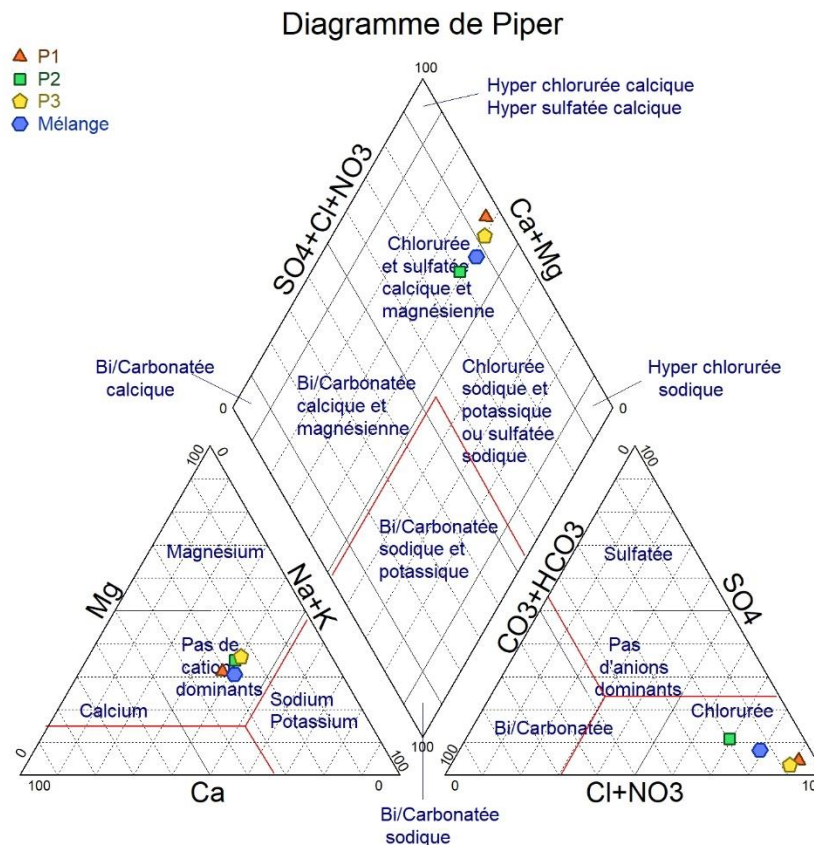 Diagramme de Piper
P1
P2
P3
Mélange
100
Hyper chlorurée calcique
Hyper sulfatée calcique
SO4+Cl+NO3
Ca+Mg
Chlorurée
et sulfatée
calcique et
magnésienne
Bi/Carbonatée
calcique
0
Bi/Carbonatée
calcique et
magnésienne
Chlorurée
sodique et
potassique
ou sulfatée
sodique
Hyper chlorurée
sodique
0
Bi/Carbonatée
sodique et
potassique
100
0
Magnésium
Mg
Na+K
Pas de
cations
dominants
Calcium
Sodium
Potassium
0
100
100
0
Ca
100
Bi/Carbonatée
sodique
0
100
CO3+HCO3
SO4
Sulfatée
Pas
d'anions
dominants
Chlorurée
Bi/Carbonatée
100
0
0
10
Cl+NO3